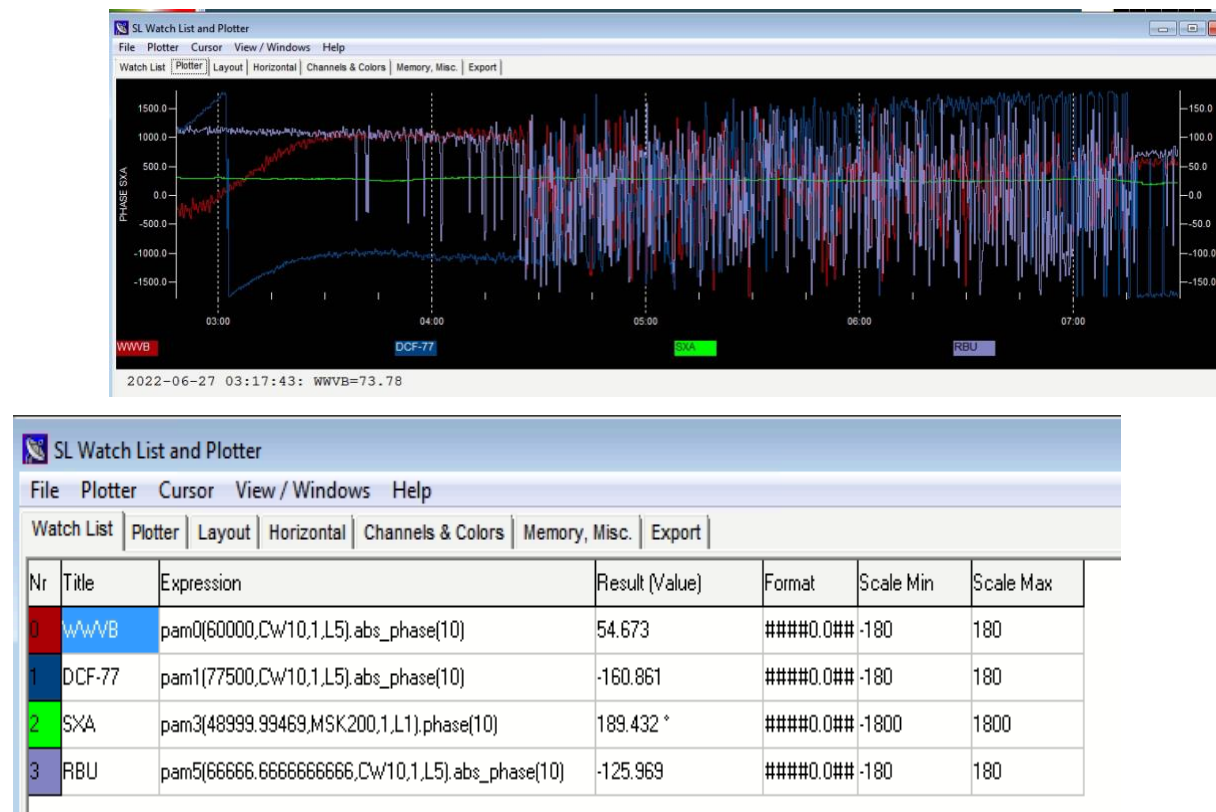 SL Watch List and Plotter
File Plotter Cursor View / Windows Help
Watch List Plotter Layout Horizontal Channels & Colors Memory, Misc. Export
PHASE SXA
1500.0
1000.0
500.0
0.0
-500.0
-1000.0
-1500.0
150.0
100.0
50.0
0.0
-50.0
-100.0
-150.0
03:00 04:00 05:00 06:00 07:00
WWVB DCF-77 SXA RBU
2022-06-27 03:17:43: WWVB=73.78
SL Watch List and Plotter
File Plotter Cursor View / Windows Help
Watch List Plotter Layout Horizontal Channels & Colors Memory, Misc. Export
Nr Title Expression Result (Value) Format Scale Min Scale Max
0 WWVB pam0(60000,CW10,1,L5).abs_phase(10) 54.673 ####0.0## -180 180
1 DCF-77 pam1(77500,CW10,1,L5).abs_phase(10) -160.861 ####0.0## -180 180
2 SXA pam3(48999.99469,MSK200,1,L1).phase(10) 189.432 ° ####0.0## -1800 1800
3 RBU pam5(66666.6666666666,CW10,1,L5).abs_phase(10) -125.969 ####0.0## -180 180